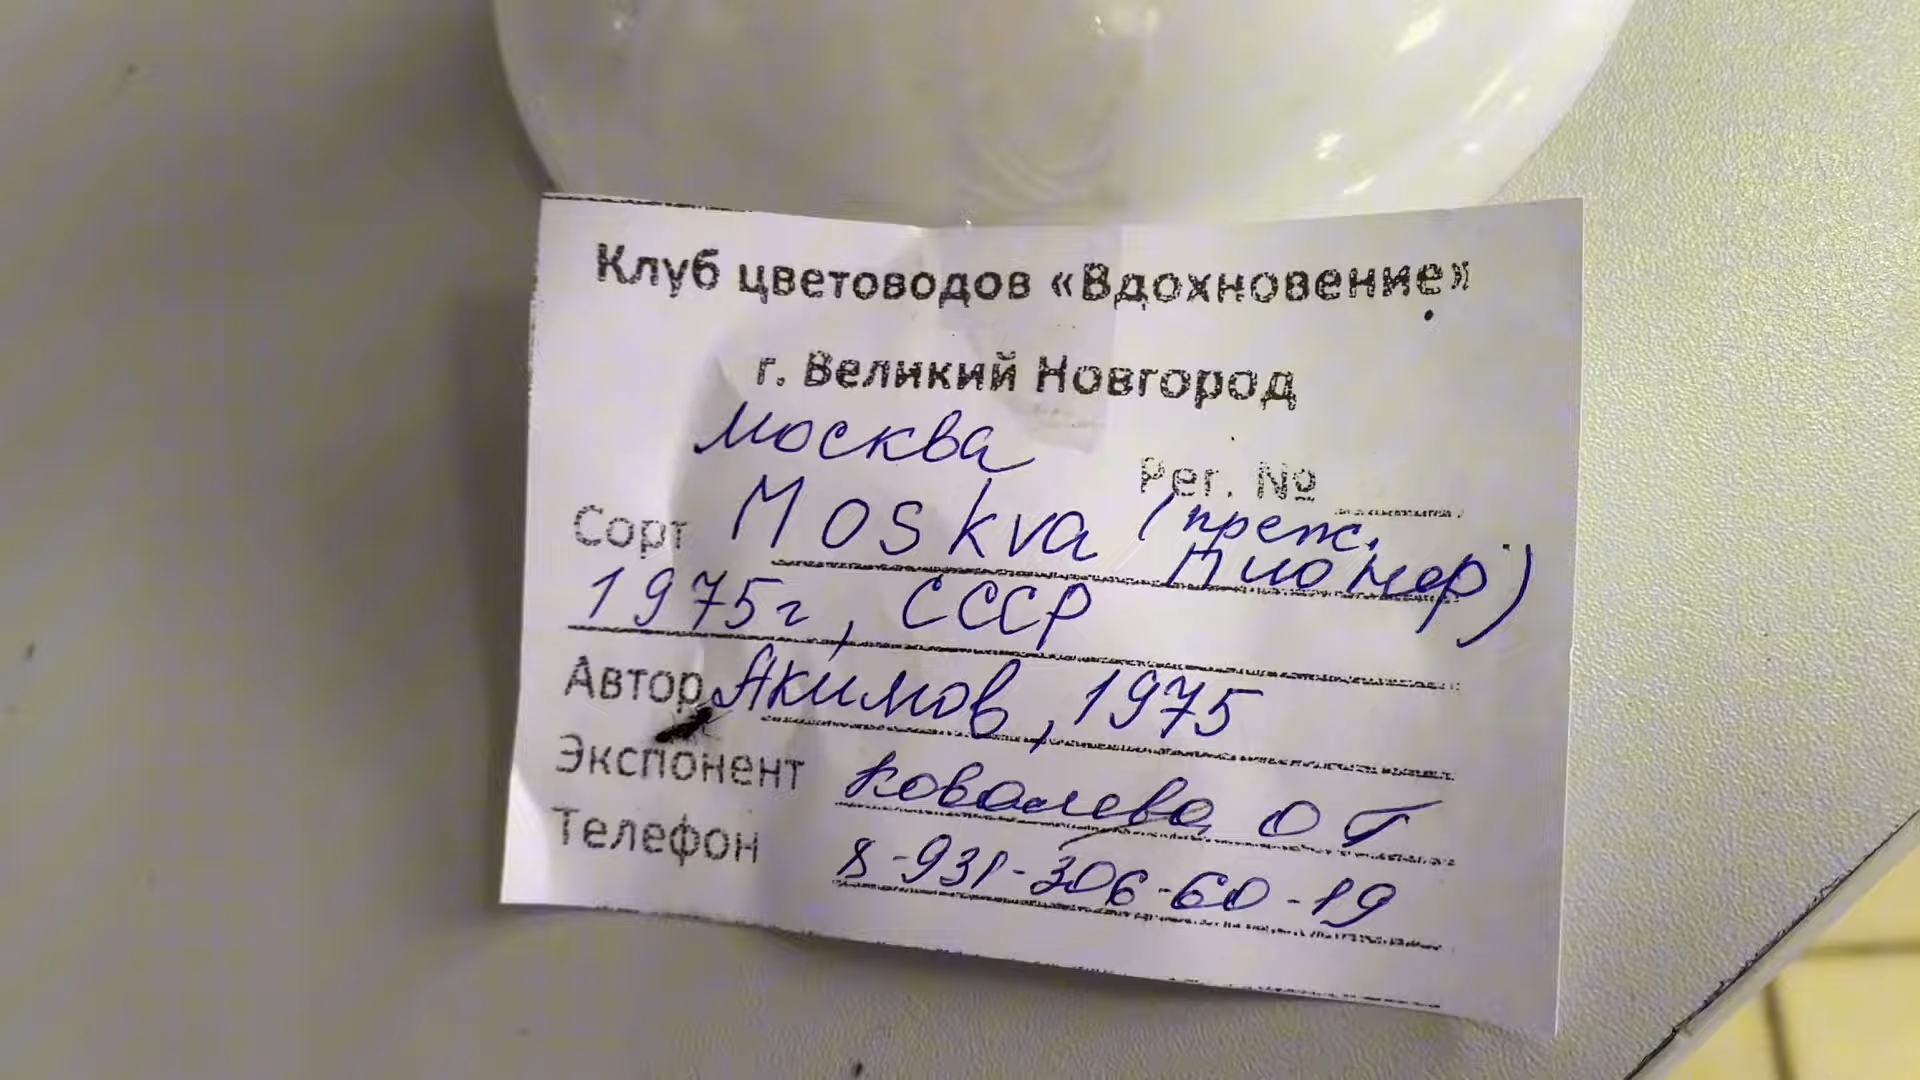 Клуб цветоводов «Вдохновение»
г. Великий Новгород
Москва
Рег. №
Сорт Moskva (преж. Пионер)
1975г, СССР
Автор Акимов, 1975
Экспонент Ковалева О Г
Телефон 8-931-306-60-19